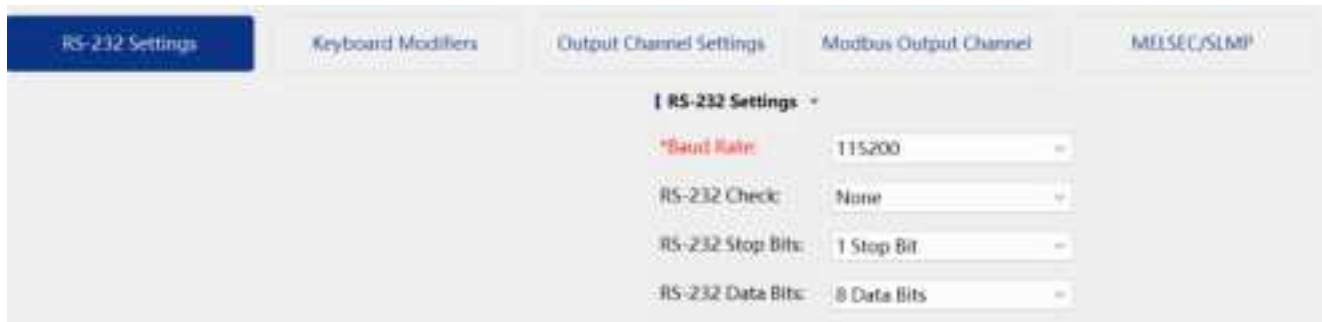 RS-232 Settings Keyboard Modifiers Output Channel Settings Modbus Output Channel MELSEC/SLMP
RS-232 Settings
*Baud Rate: 115200
RS-232 Check: None
RS-232 Stop Bits: 1 Stop Bit
RS-232 Data Bits: 8 Data Bits